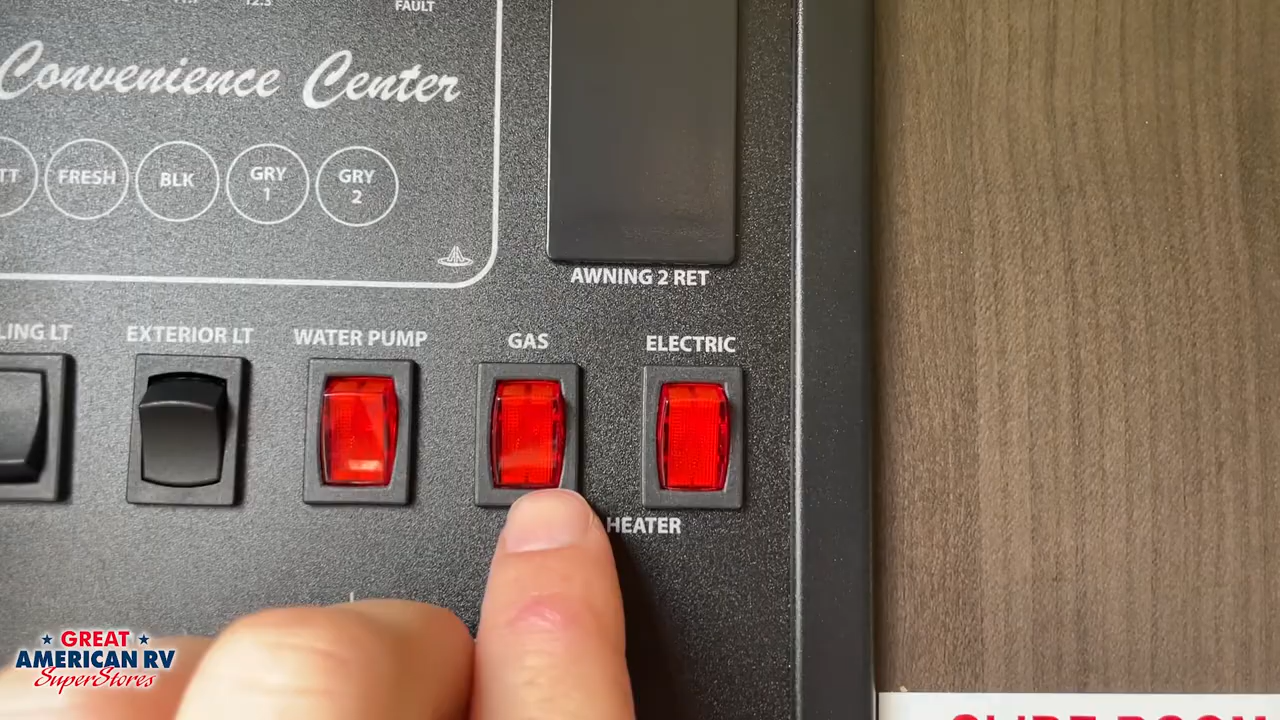 FAULT
Convenience Center
FRESH
BLK
GRY
1
GRY
2
AWNING 2 RET
EXTERIOR LT
WATER PUMP
GAS
ELECTRIC
HEATER
GREAT
AMERICAN RV
SuperStores